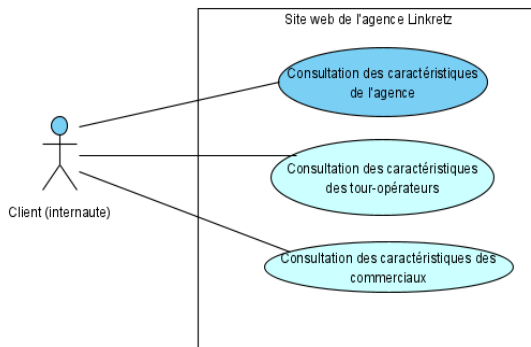 Site web de l'agence Linkretz
Consultation des caractéristiques
de l'agence
Consultation des caractéristiques
des tour-opérateurs
Client (internaute)
Consultation des caractéristiques des
commerciaux